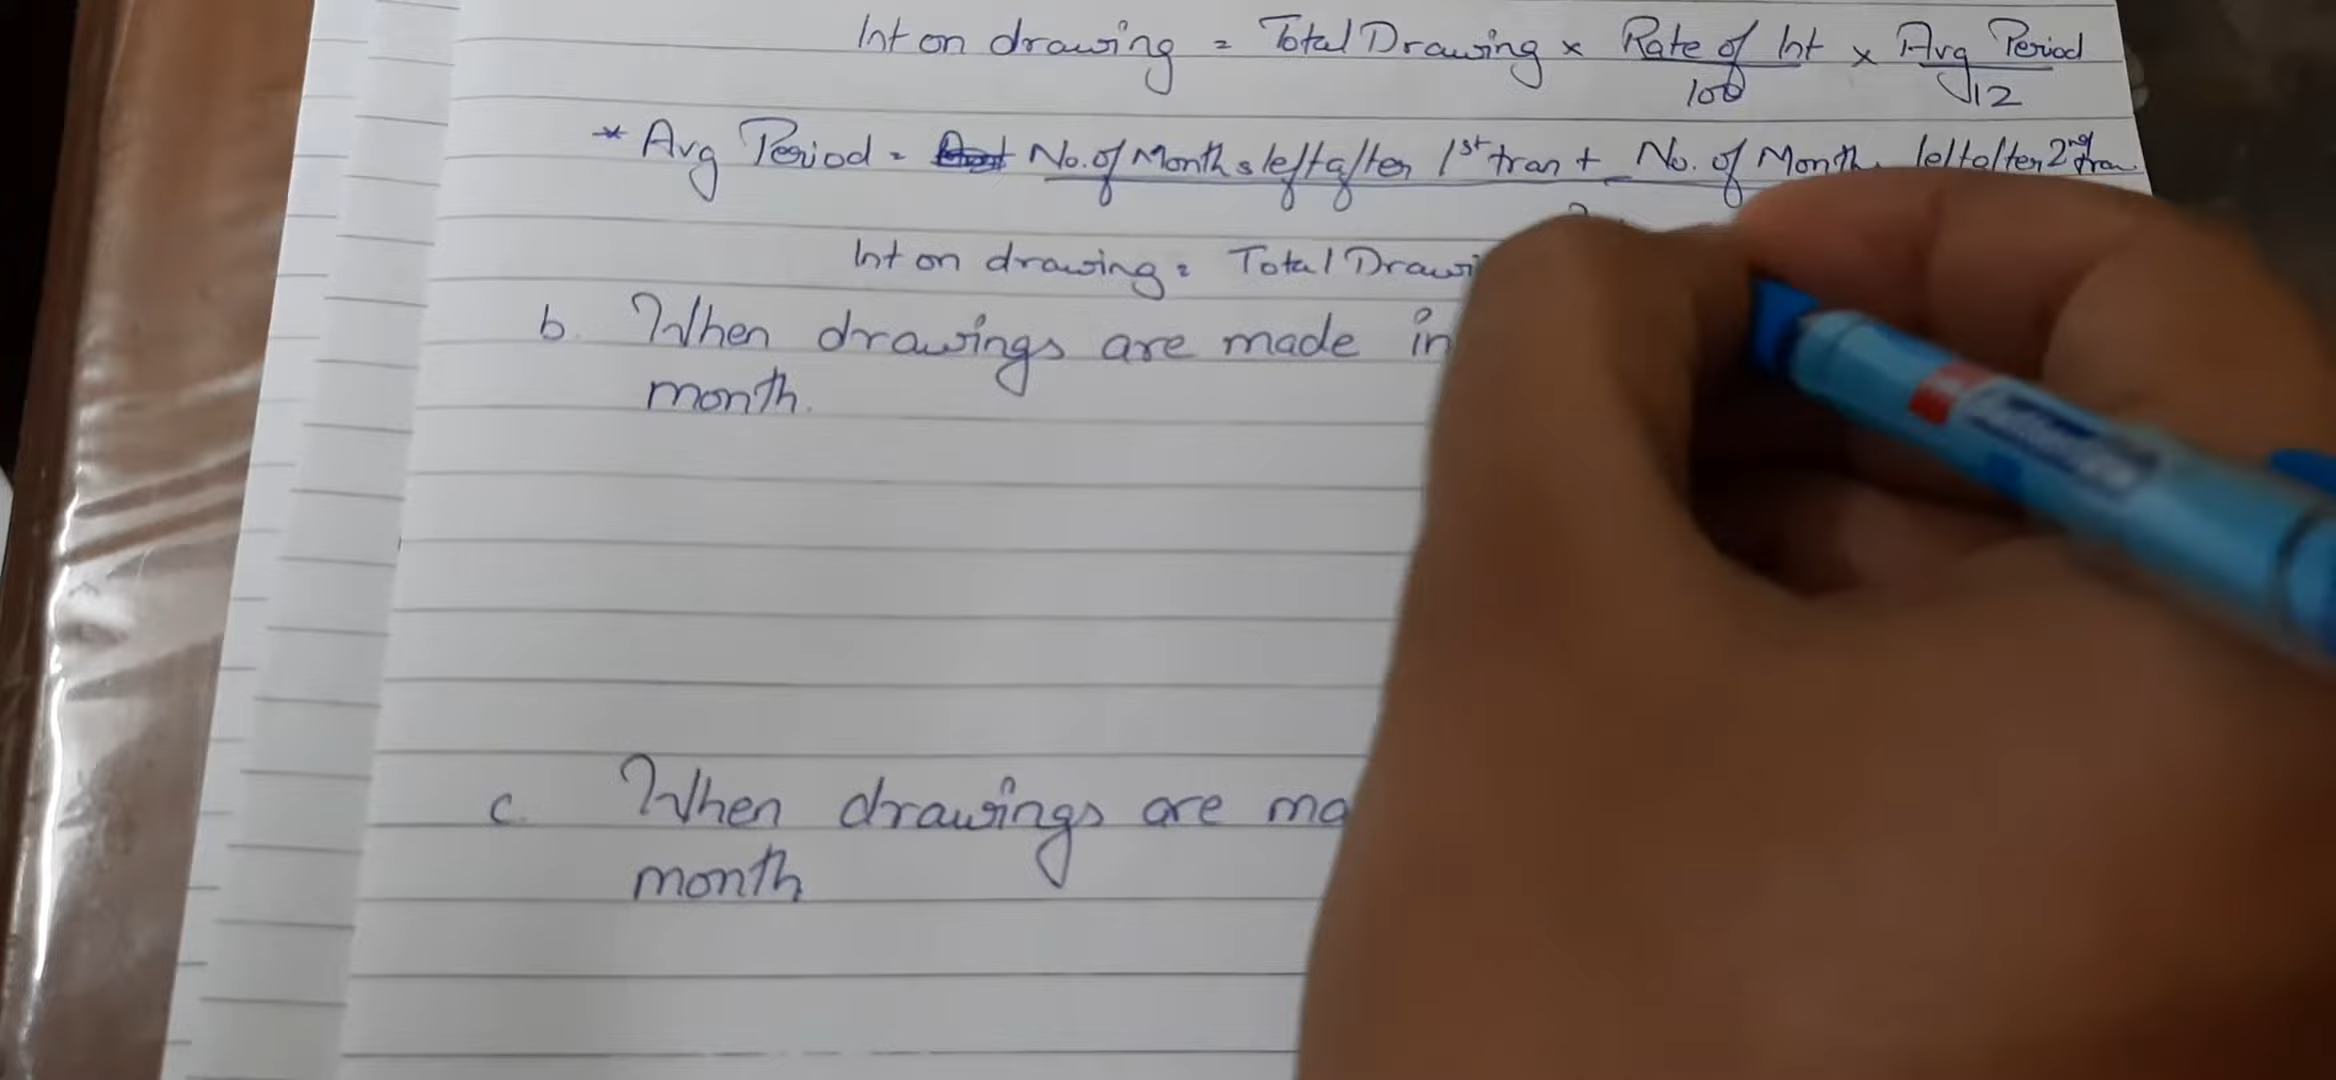 Int on drawing = Total Drawing × Rate of Int × Avg Period
100 12
* Avg Period = No. of Months left after 1st tran + No. of Month left after 2nd tran
Int on drawing = Total Drawi
b. When drawings are made in
month.
c. When drawings are ma
month